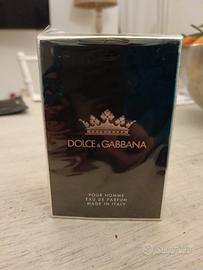 DOLCE & GABBANA
POUR HOMME
EAU DE PARFUM
MADE IN ITALY